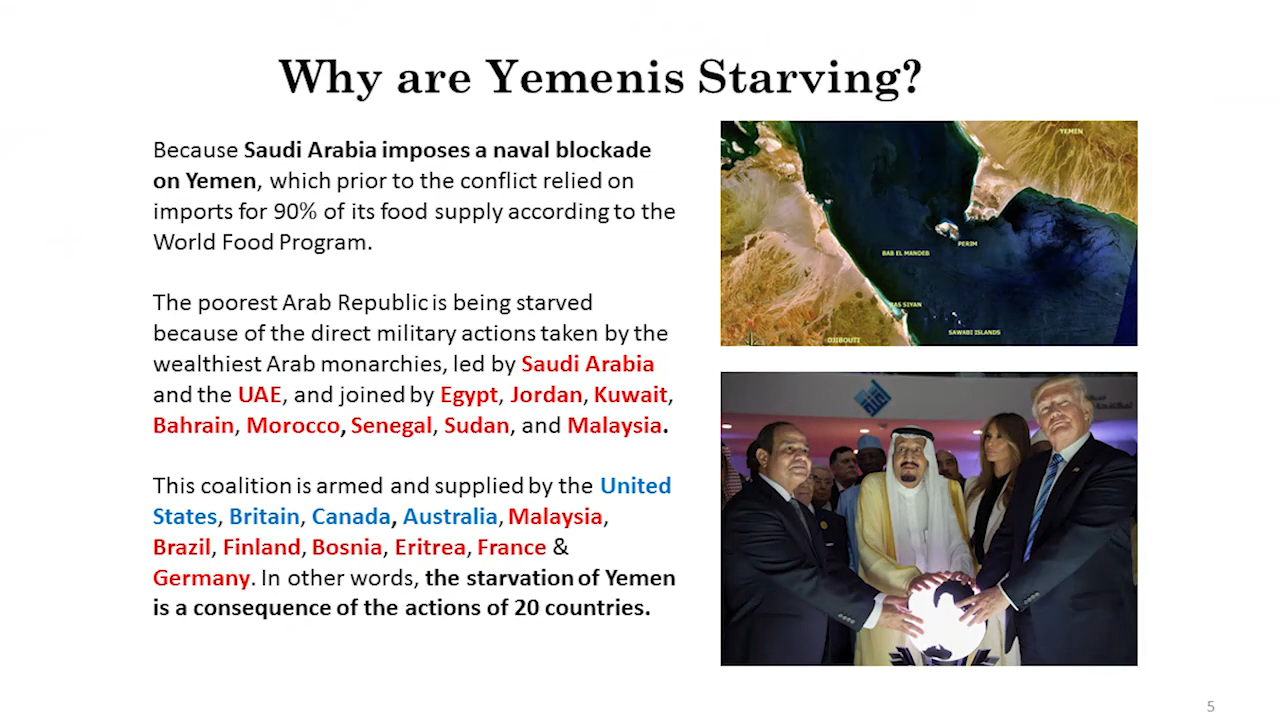 Why are Yemenis Starving?
Because Saudi Arabia imposes a naval blockade
on Yemen, which prior to the conflict relied on
imports for 90% of its food supply according to the
World Food Program.
The poorest Arab Republic is being starved
because of the direct military actions taken by the
wealthiest Arab monarchies, led by Saudi Arabia
and the UAE, and joined by Egypt, Jordan, Kuwait,
Bahrain, Morocco, Senegal, Sudan, and Malaysia.
This coalition is armed and supplied by the United
States, Britain, Canada, Australia, Malaysia,
Brazil, Finland, Bosnia, Eritrea, France &
Germany. In other words, the starvation of Yemen
is a consequence of the actions of 20 countries.
YEMEN
PERIM
BAB EL MANDEB
RAS SIYAN
SAWABI ISLANDS
DJIBOUTI
5